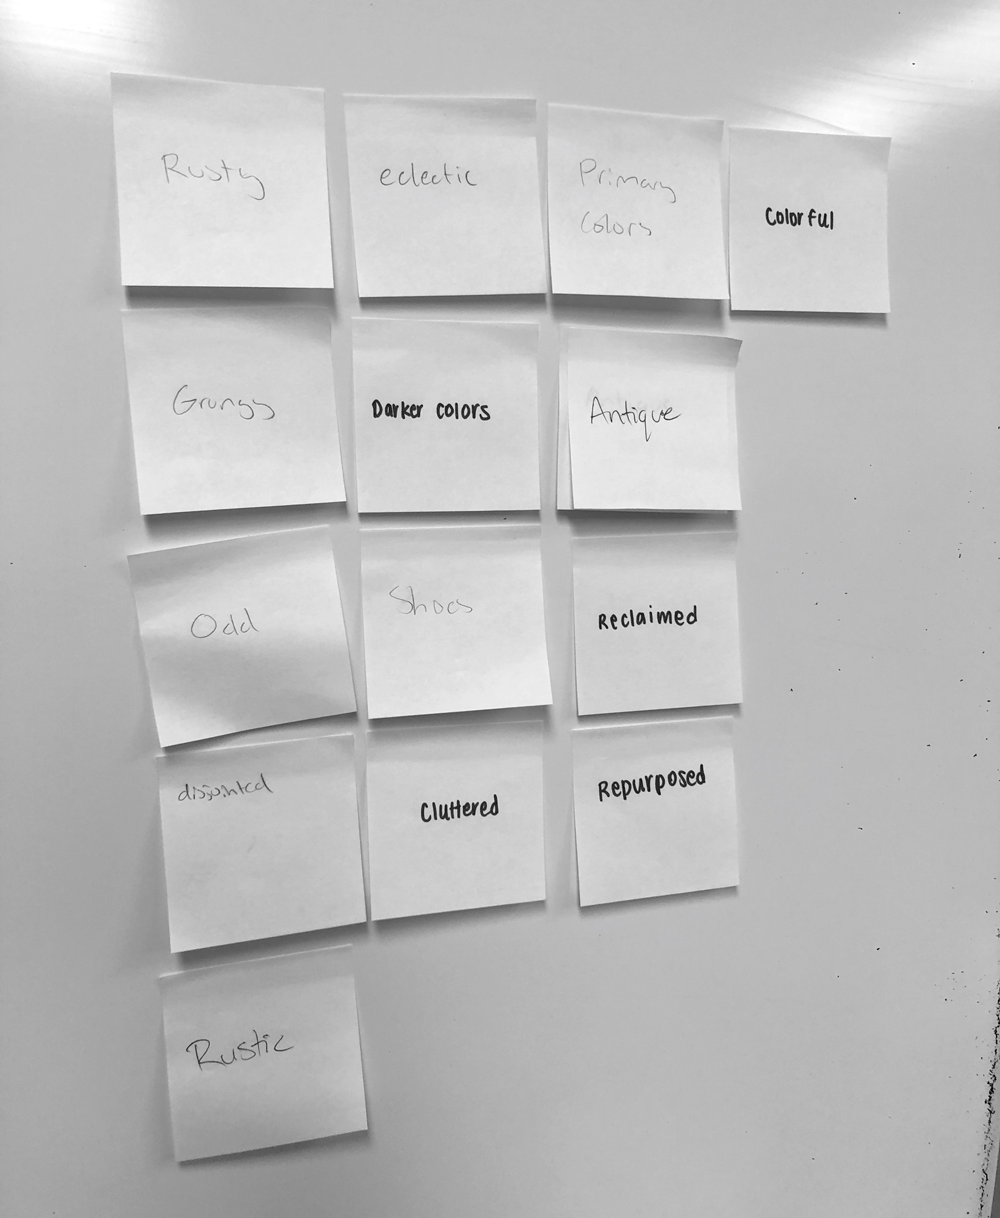 Rusty
eclectic
Primary
Colors
Colorful
Grungy
Darker colors
Antique
Odd
Shoes
Reclaimed
disjointed
Cluttered
Repurposed
Rustic